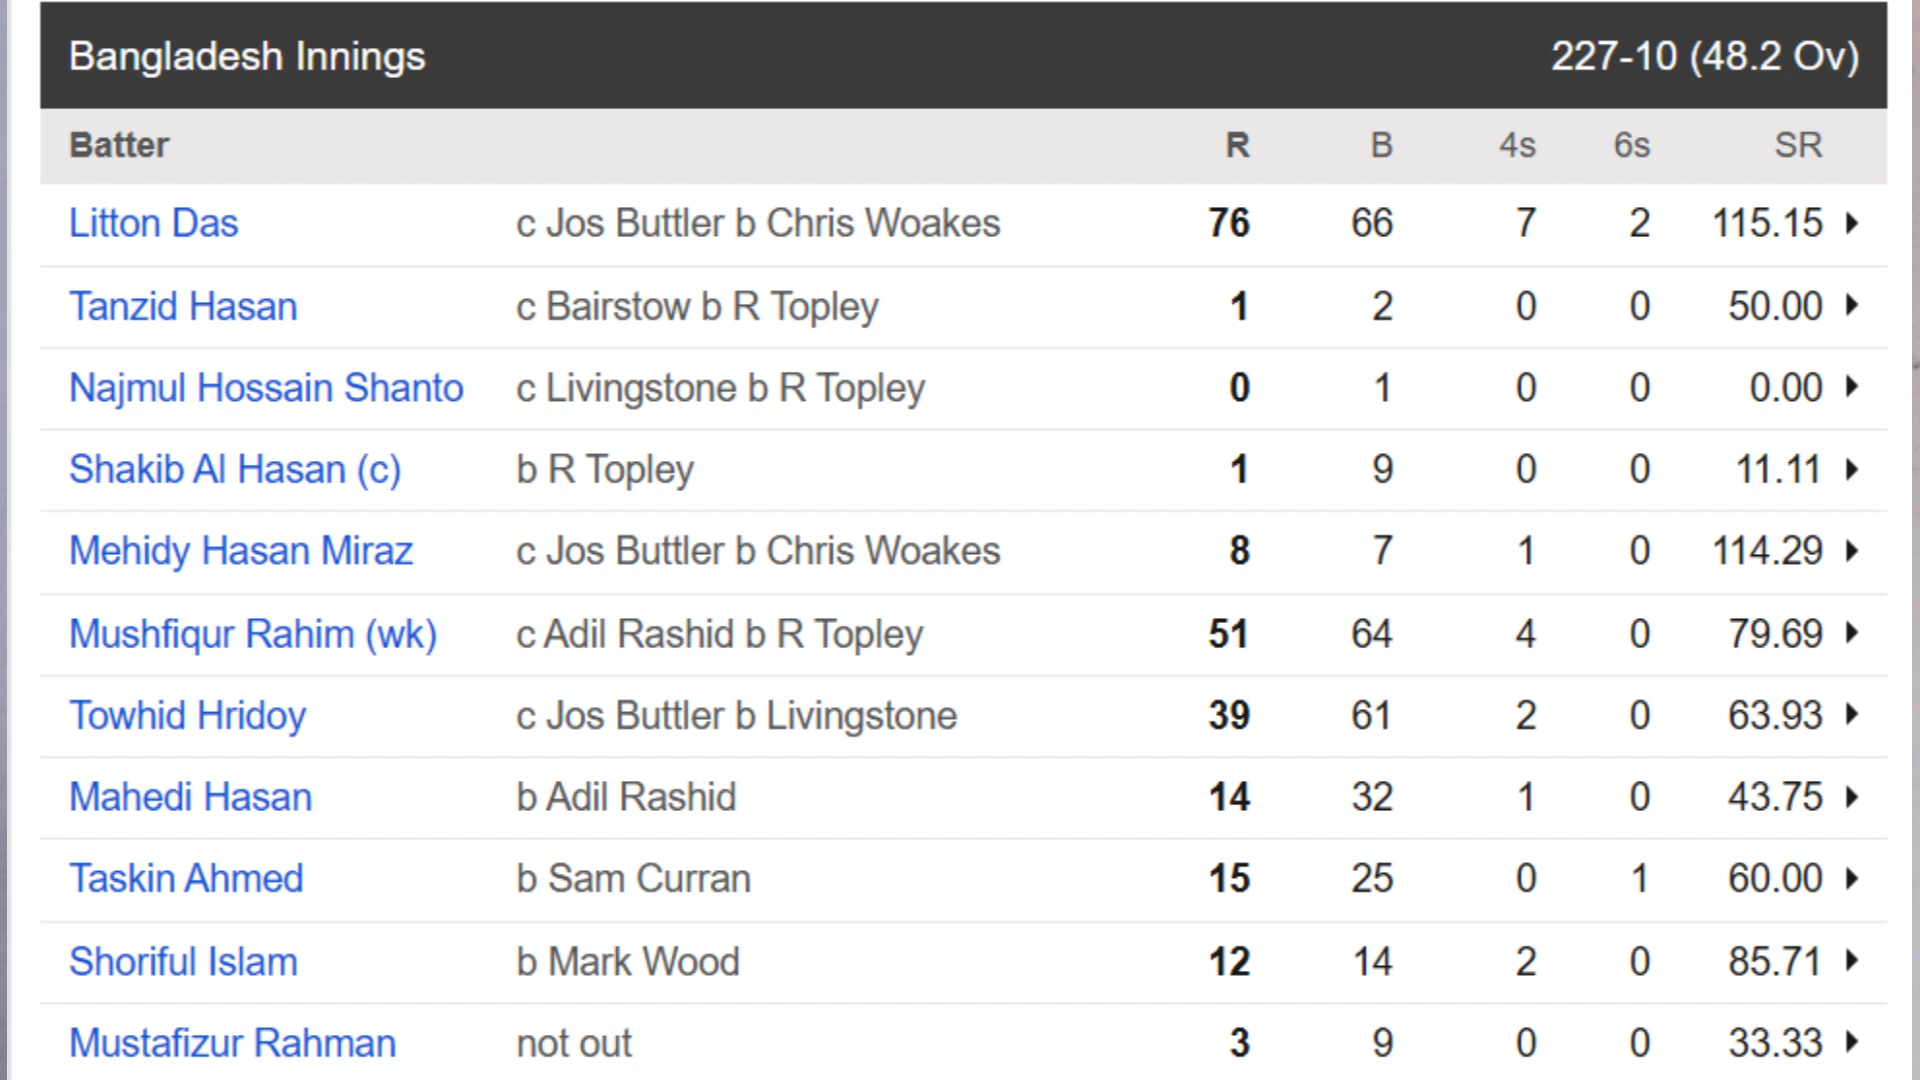 Bangladesh Innings 227-10 (48.2 Ov)
Batter R B 4s 6s SR
Litton Das c Jos Buttler b Chris Woakes 76 66 7 2 115.15
Tanzid Hasan c Bairstow b R Topley 1 2 0 0 50.00
Najmul Hossain Shanto c Livingstone b R Topley 0 1 0 0 0.00
Shakib Al Hasan (c) b R Topley 1 9 0 0 11.11
Mehidy Hasan Miraz c Jos Buttler b Chris Woakes 8 7 1 0 114.29
Mushfiqur Rahim (wk) c Adil Rashid b R Topley 51 64 4 0 79.69
Towhid Hridoy c Jos Buttler b Livingstone 39 61 2 0 63.93
Mahedi Hasan b Adil Rashid 14 32 1 0 43.75
Taskin Ahmed b Sam Curran 15 25 0 1 60.00
Shoriful Islam b Mark Wood 12 14 2 0 85.71
Mustafizur Rahman not out 3 9 0 0 33.33